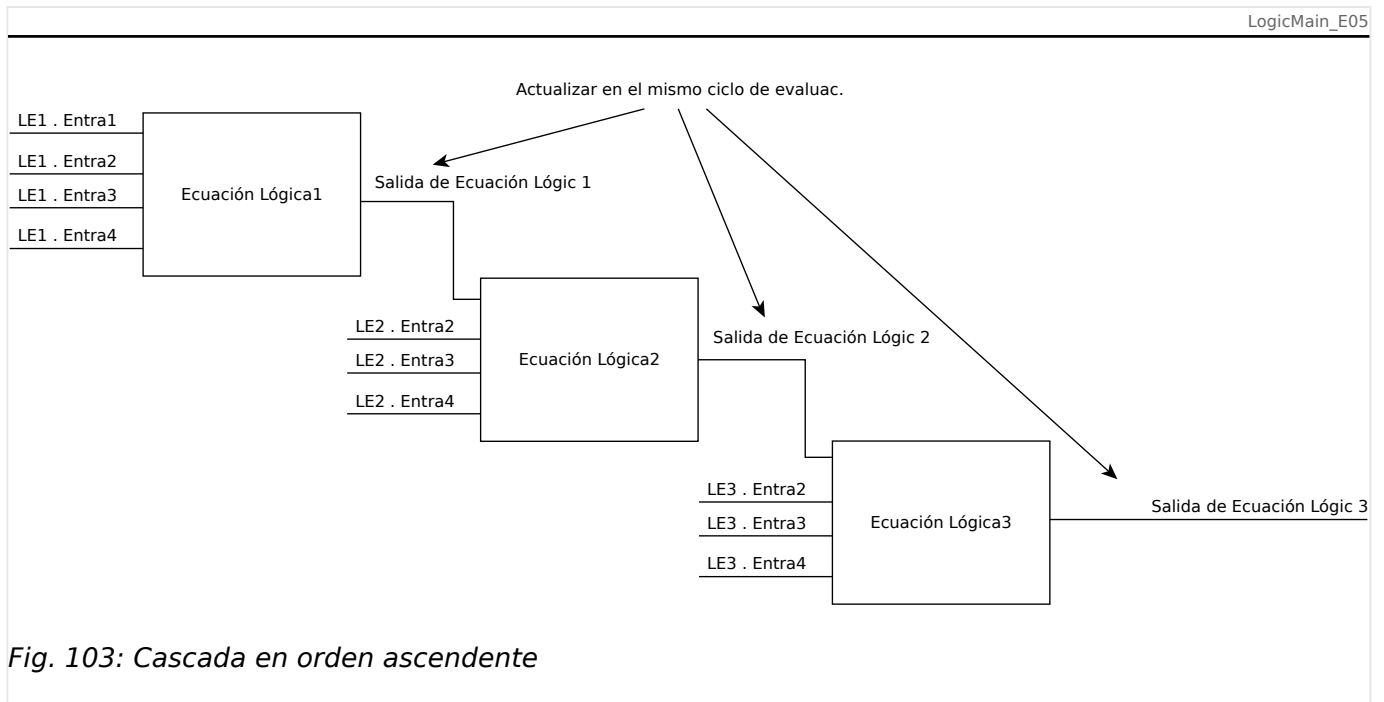 LogicMain_E05
Actualizar en el mismo ciclo de evaluac.
LE1 . Entra1
LE1 . Entra2
LE1 . Entra3
LE1 . Entra4
Ecuación Lógica1
Salida de Ecuación Lógic 1
LE2 . Entra2
LE2 . Entra3
LE2 . Entra4
Ecuación Lógica2
Salida de Ecuación Lógic 2
LE3 . Entra2
LE3 . Entra3
LE3 . Entra4
Ecuación Lógica3
Salida de Ecuación Lógic 3
Fig. 103: Cascada en orden ascendente